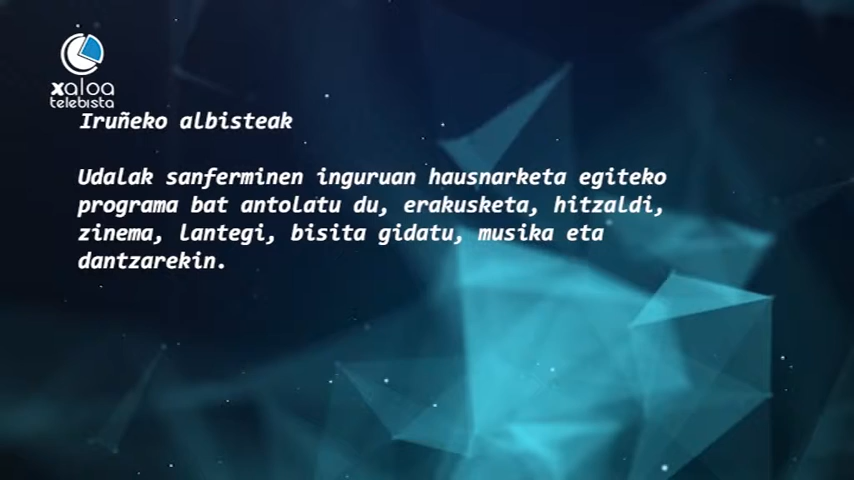 xaloa
telebista
Iruñeko albisteak
Udalak sanferminen inguruan hausnarketa egiteko
programa bat antolatu du, erakusketa, hitzaldi,
zinema, lantegi, bisita gidatu, musika eta
dantzarekin.